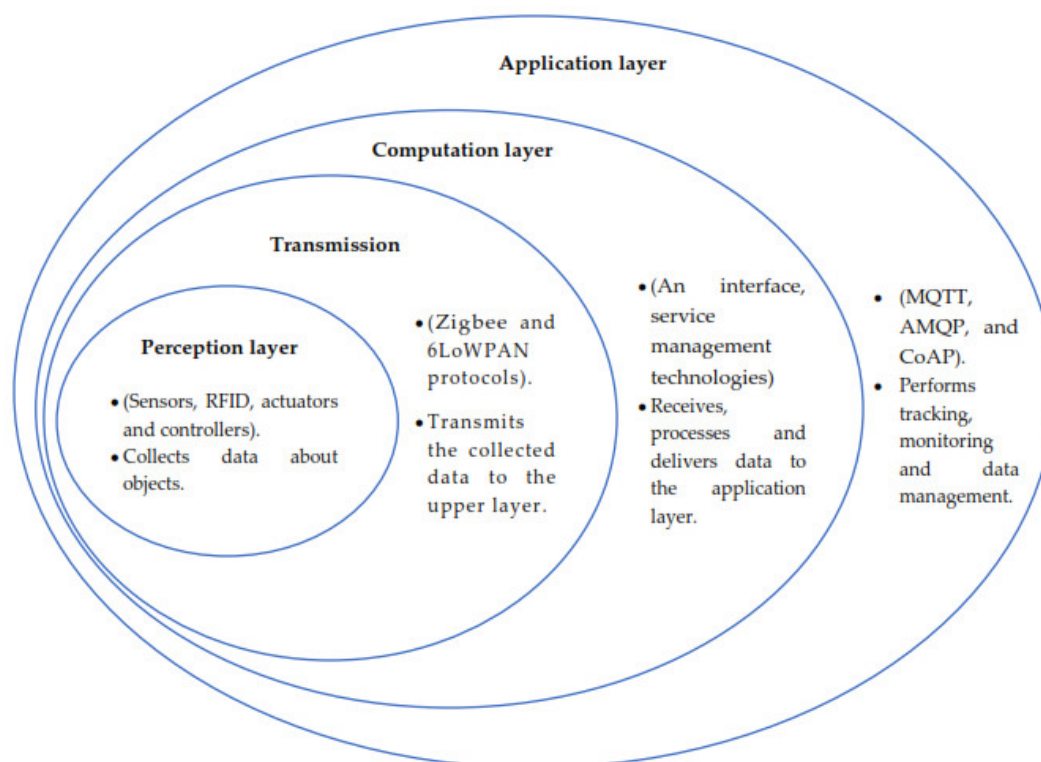 Application layer
Computation layer
Transmission
Perception layer
• (Sensors, RFID, actuators
and controllers).
• Collects data about
objects.
• (Zigbee and
6LoWPAN
protocols).
• Transmits
the collected
data to the
upper layer.
• (An interface,
service
management
technologies)
• Receives,
processes and
delivers data to
the application
layer.
• (MQTT,
AMQP, and
CoAP).
• Performs
tracking,
monitoring
and data
management.